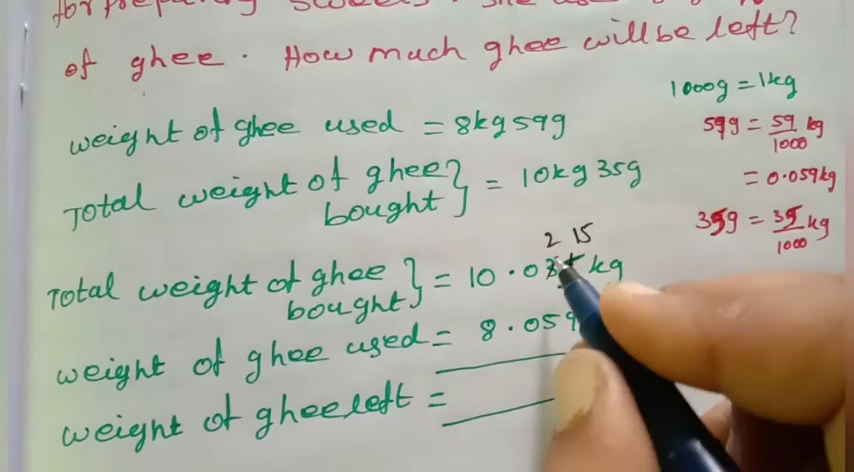 of ghee. How much ghee will be left?
1000g = 1kg
weight of ghee used = 8kg 59g
59g = 59/1000 kg
= 0.059kg
Total weight of ghee bought } = 10kg 35g
35g = 35/1000 kg
2 15
Total weight of ghee bought } = 10.035 kg
weight of ghee used = 8.059
weight of ghee left =